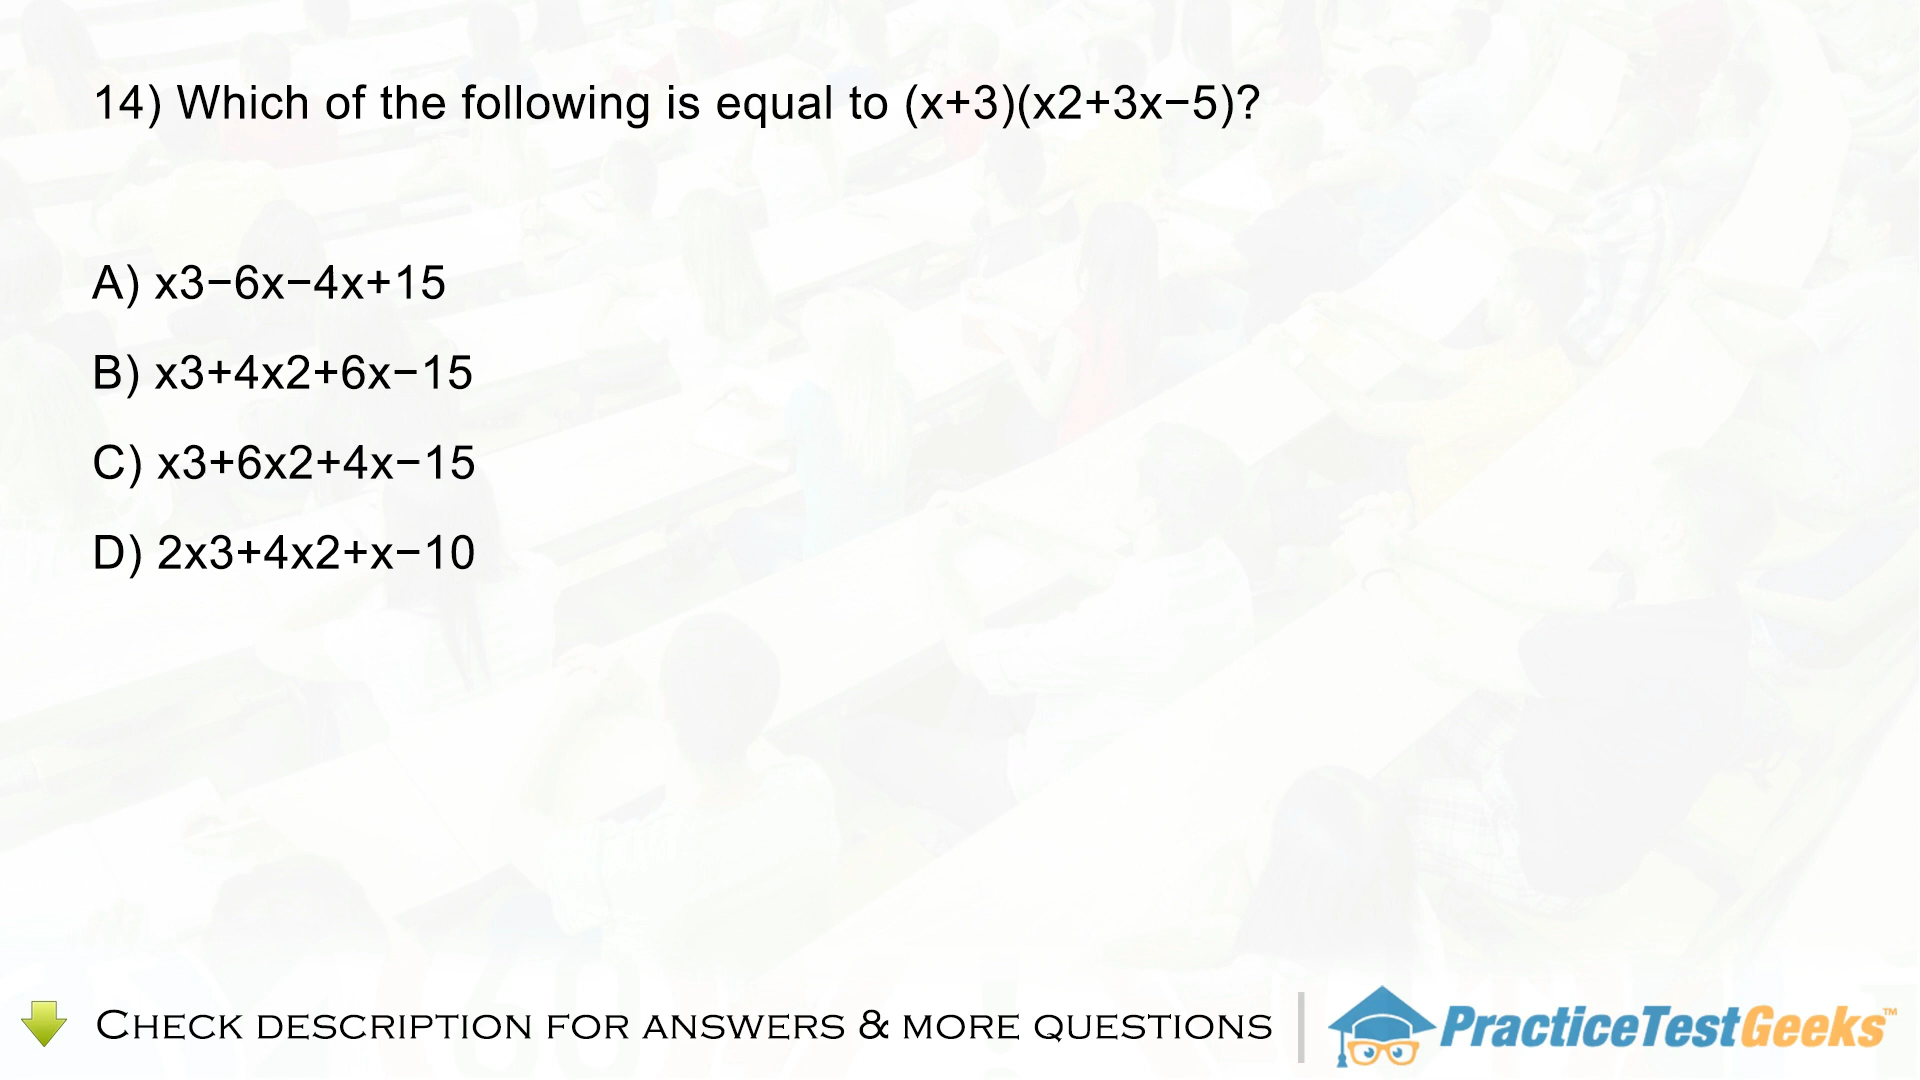 14) Which of the following is equal to (x+3)(x2+3x−5)?
A) x3−6x−4x+15
B) x3+4x2+6x−15
C) x3+6x2+4x−15
D) 2x3+4x2+x−10
Check description for answers & more questions
PracticeTestGeeks™